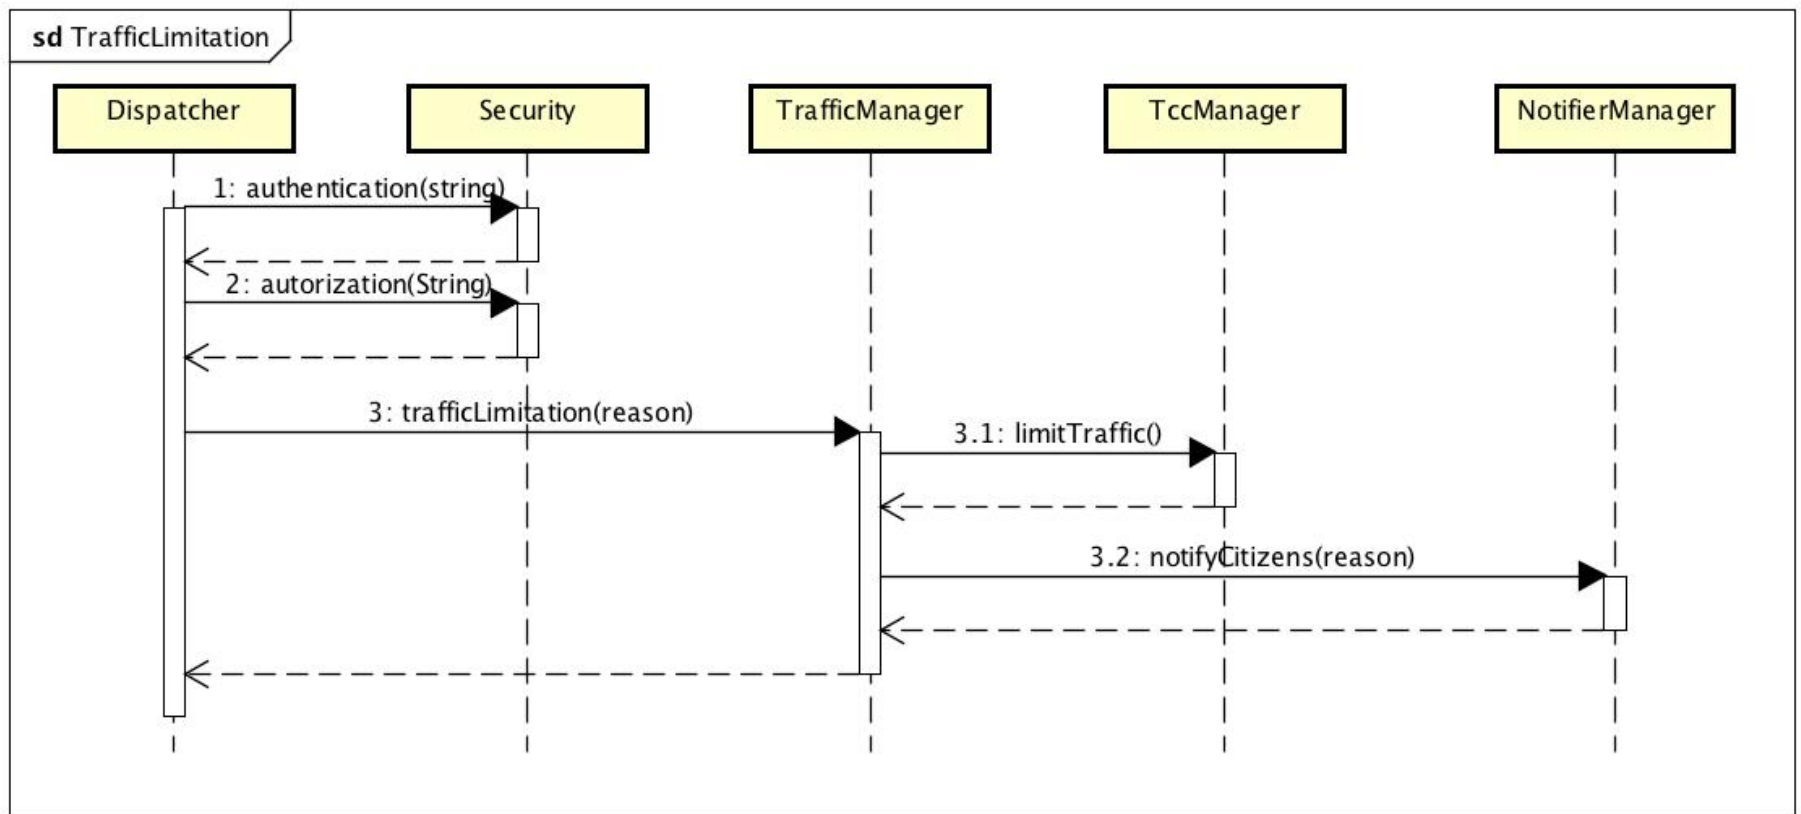 sd TrafficLimitation
Dispatcher
Security
TrafficManager
TccManager
NotifierManager
1: authentication(string)
2: autorization(String)
3: trafficLimitation(reason)
3.1: limitTraffic()
3.2: notifyCitizens(reason)